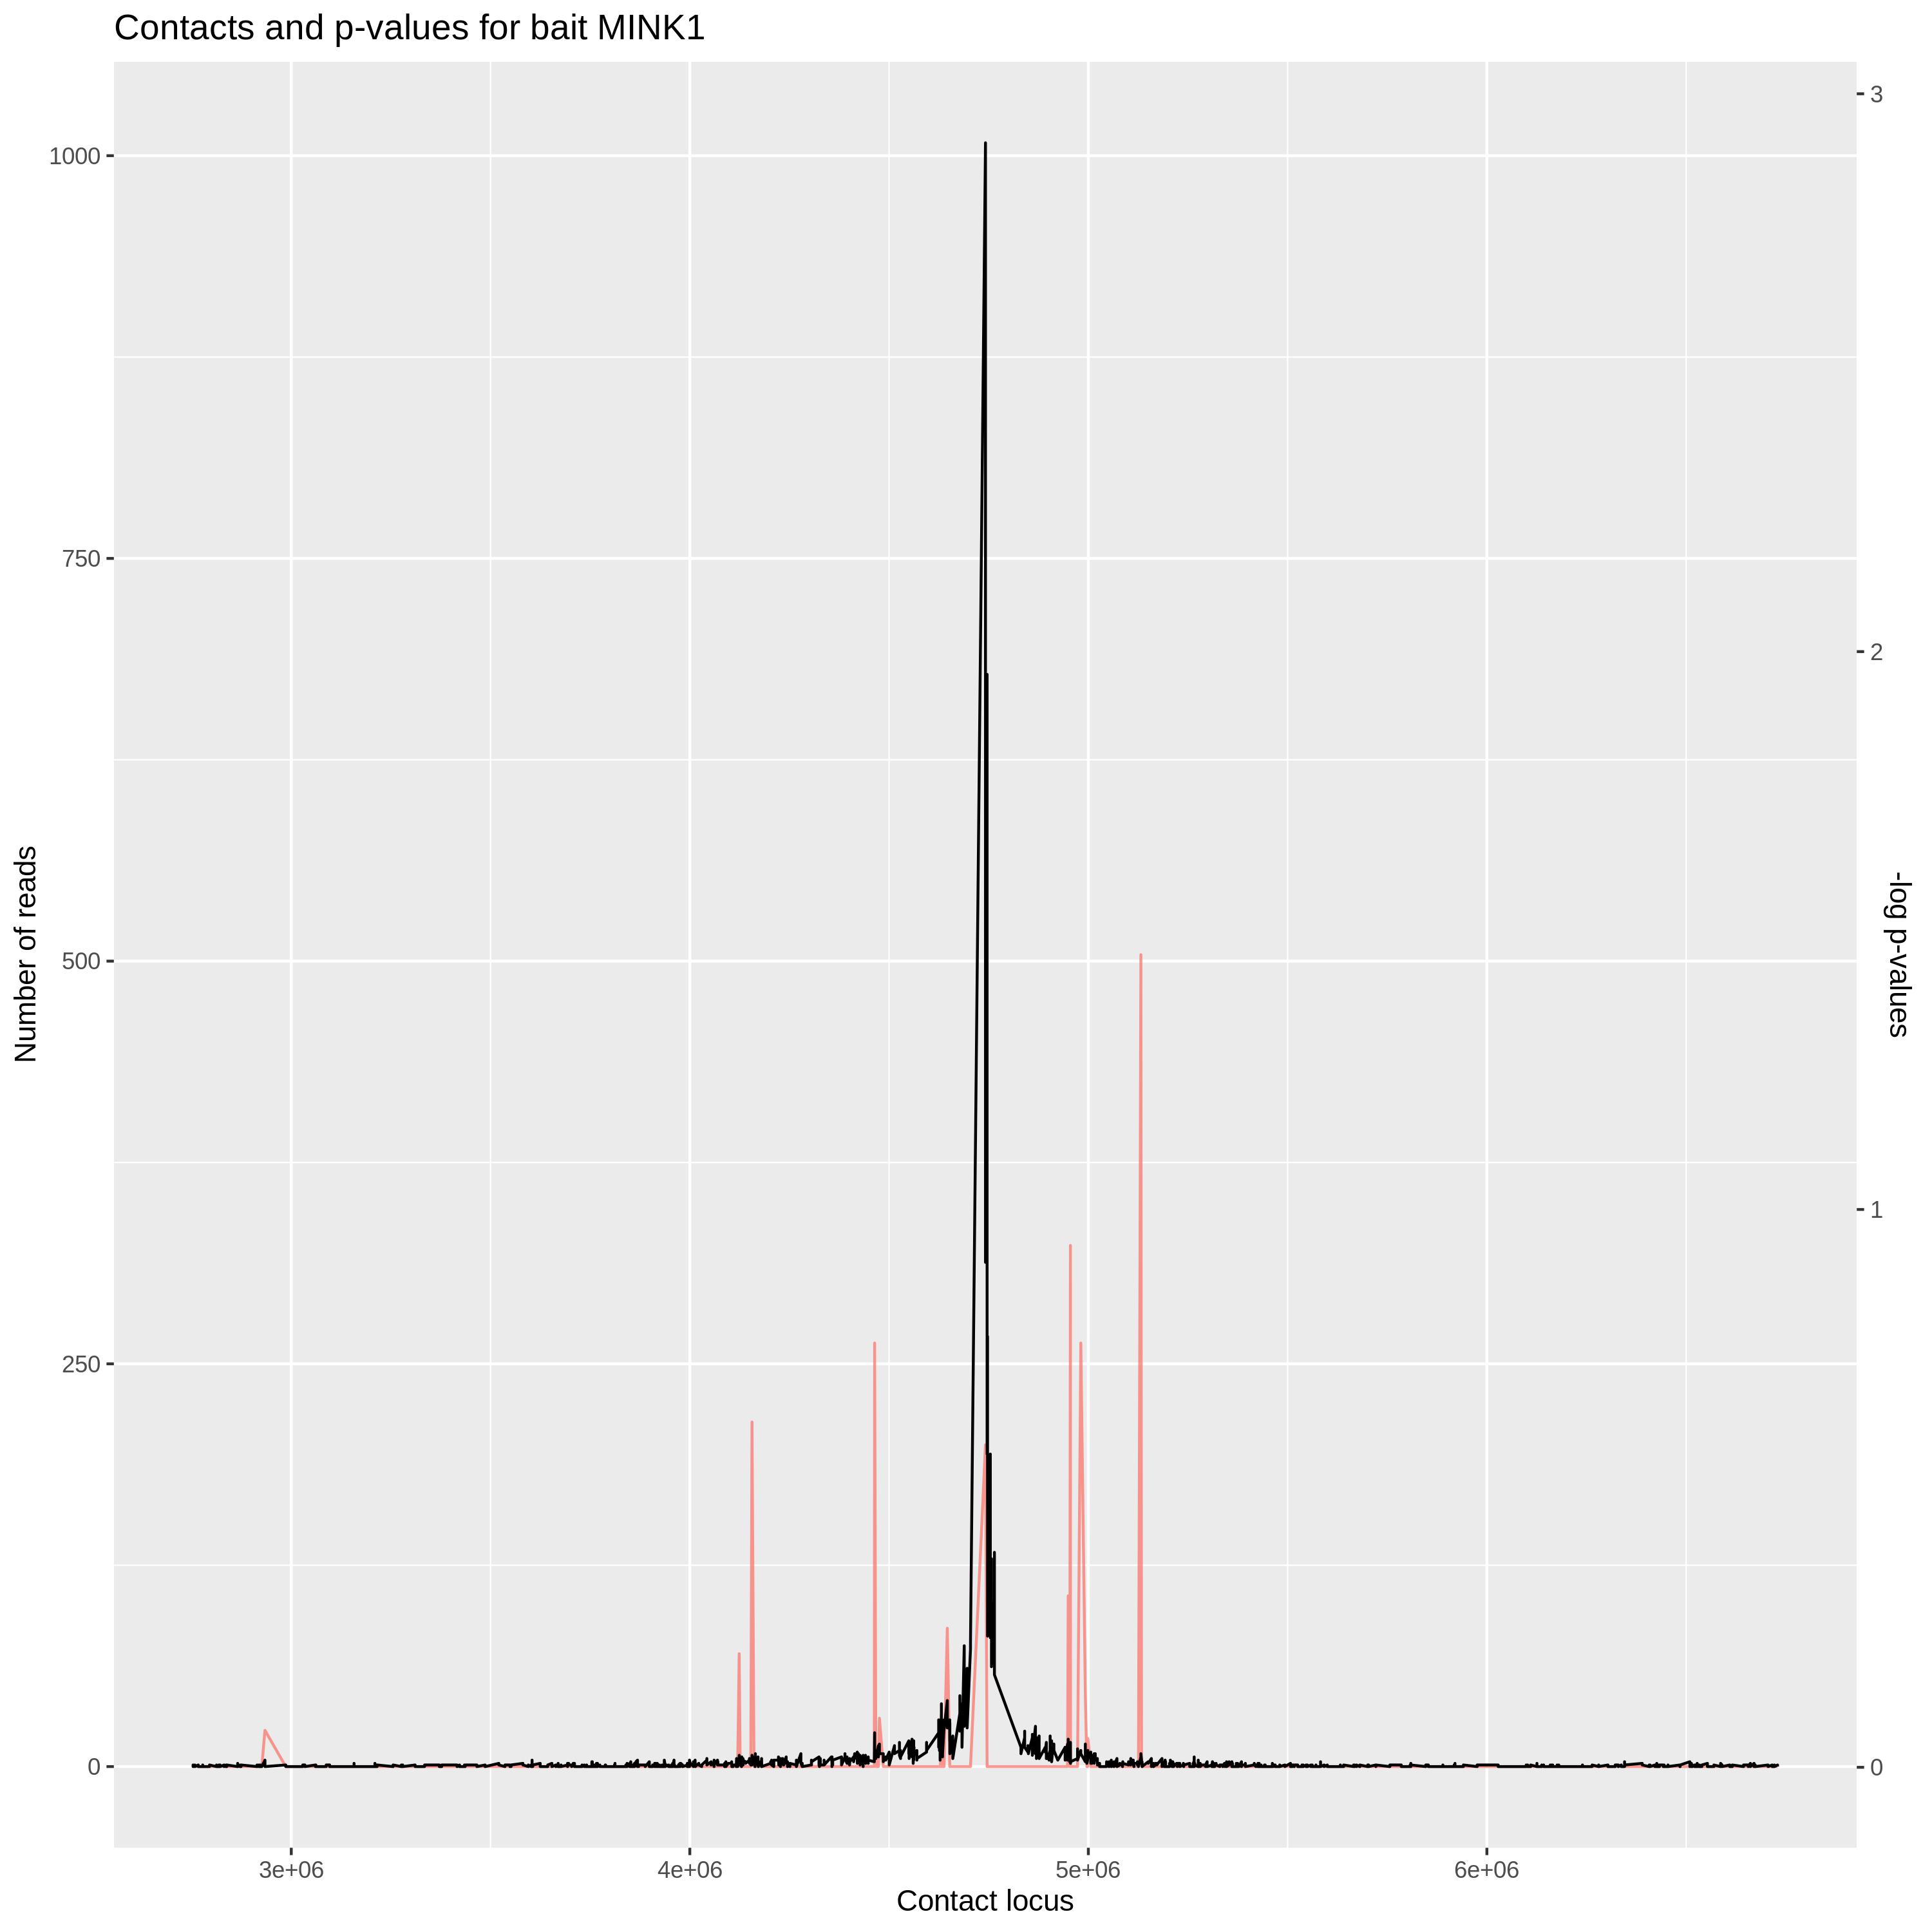 Contacts and p-values for bait MINK1
1000
750
500
250
0
Number of reads
3
2
1
0
-log p-values
3e+06
4e+06
5e+06
6e+06
Contact locus